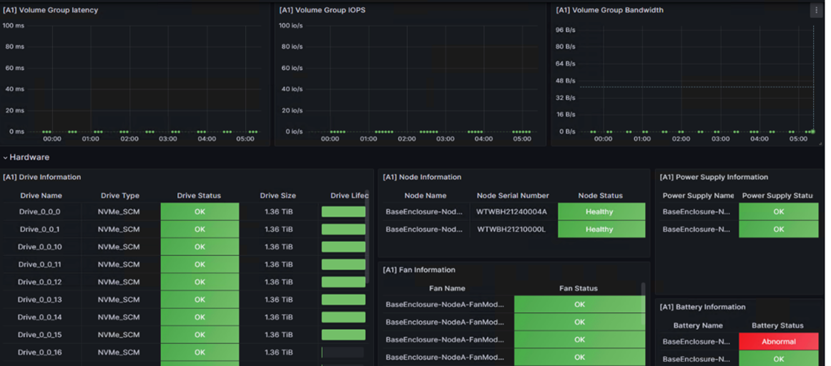 [A1] Volume Group latency
100 ms
80 ms
60 ms
40 ms
20 ms
0 ms
00:00 01:00 02:00 03:00 04:00 05:00
[A1] Volume Group IOPS
100 io/s
80 io/s
60 io/s
40 io/s
20 io/s
0 io/s
00:00 01:00 02:00 03:00 04:00 05:00
[A1] Volume Group Bandwidth
96 B/s
80 B/s
64 B/s
48 B/s
32 B/s
16 B/s
0 B/s
00:00 01:00 02:00 03:00 04:00 05:00
Hardware
[A1] Drive Information
Drive Name Drive Type Drive Status Drive Size Drive Lifec
Drive_0_0_0 NVMe_SCM OK 1.36 TiB
Drive_0_0_1 NVMe_SCM OK 1.36 TiB
Drive_0_0_10 NVMe_SCM OK 1.36 TiB
Drive_0_0_11 NVMe_SCM OK 1.36 TiB
Drive_0_0_12 NVMe_SCM OK 1.36 TiB
Drive_0_0_13 NVMe_SCM OK 1.36 TiB
Drive_0_0_14 NVMe_SCM OK 1.36 TiB
Drive_0_0_15 NVMe_SCM OK 1.36 TiB
Drive_0_0_16 NVMe_SCM OK 1.36 TiB
[A1] Node Information
Node Name Node Serial Number Node Status
BaseEnclosure-Nod... WTWBH21240004A Healthy
BaseEnclosure-Nod... WTWBH21210000L Healthy
[A1] Fan Information
Fan Name Fan Status
BaseEnclosure-NodeA-FanMod... OK
BaseEnclosure-NodeA-FanMod... OK
BaseEnclosure-NodeA-FanMod... OK
BaseEnclosure-NodeA-FanMod... OK
[A1] Power Supply Information
Power Supply Name Power Supply Statu
BaseEnclosure-N... OK
BaseEnclosure-N... OK
[A1] Battery Information
Battery Name Battery Status
BaseEnclosure-N... Abnormal
BaseEnclosure-N... OK